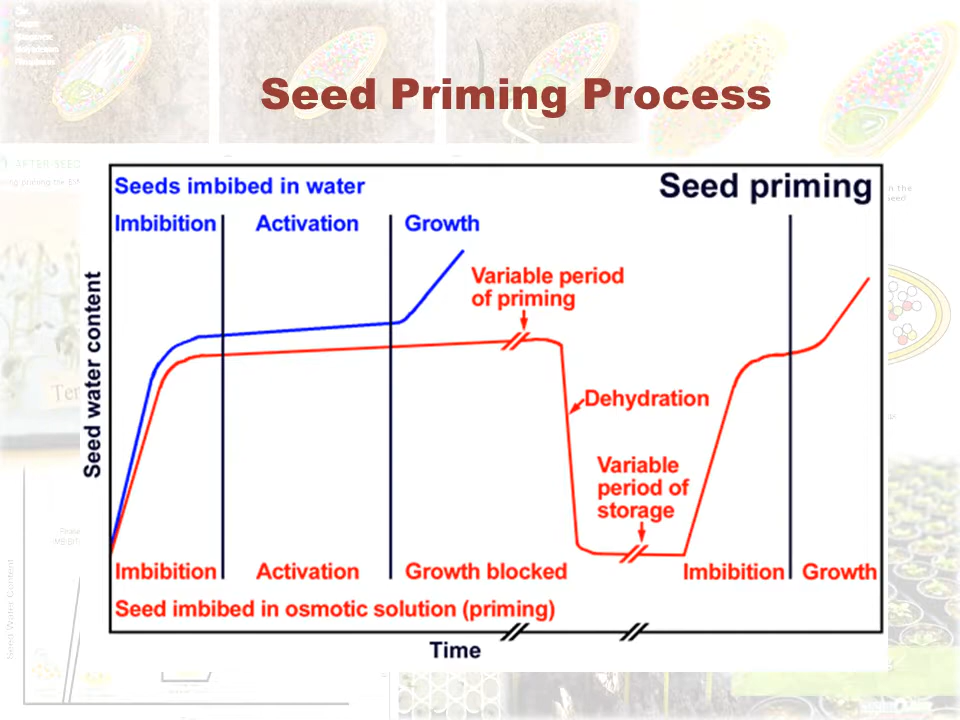 Seed Priming Process
Seeds imbibed in water
Seed priming
Imbibition Activation Growth
Variable period
of priming
Seed water content
Dehydration
Variable
period of
storage
Imbibition Activation Growth blocked Imbibition Growth
Seed imbibed in osmotic solution (priming)
Time